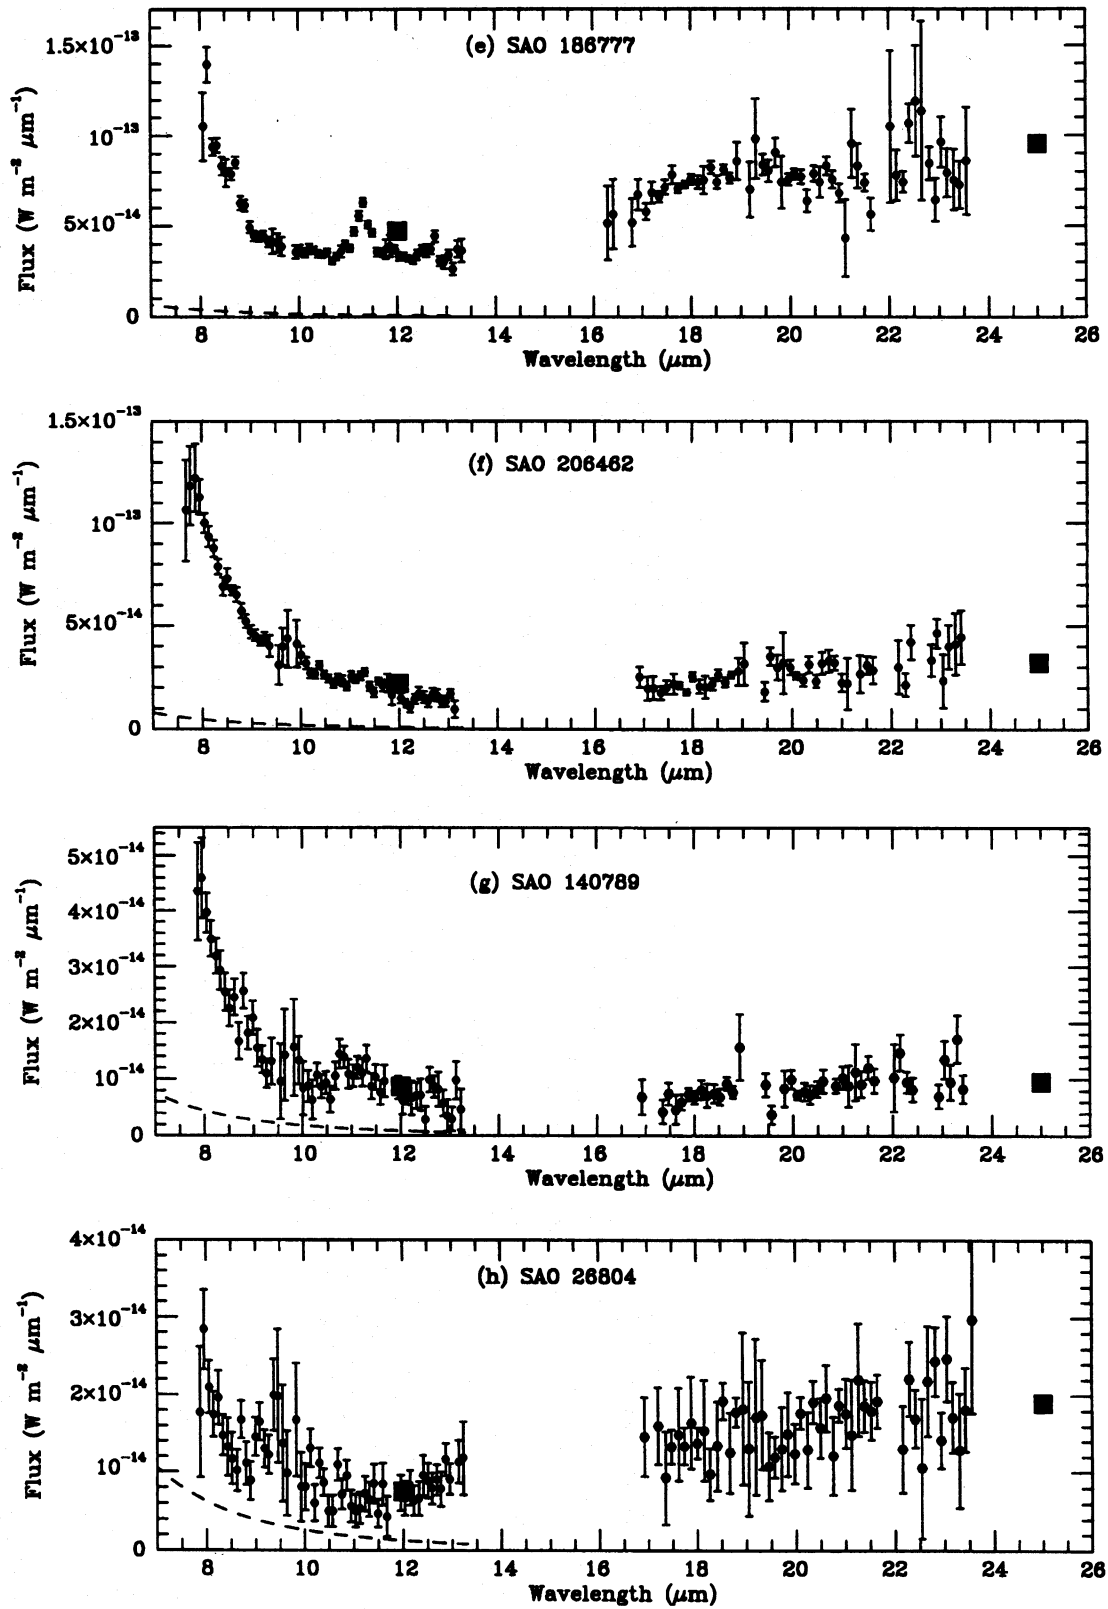 (e) SAO 186777
Flux (W m⁻² μm⁻¹)
1.5×10⁻¹³
10⁻¹³
5×10⁻¹⁴
0
8 10 12 14 16 18 20 22 24 26
Wavelength (μm)
(f) SAO 206462
Flux (W m⁻² μm⁻¹)
1.5×10⁻¹³
10⁻¹³
5×10⁻¹⁴
0
8 10 12 14 16 18 20 22 24 26
Wavelength (μm)
(g) SAO 140789
Flux (W m⁻² μm⁻¹)
5×10⁻¹⁴
4×10⁻¹⁴
3×10⁻¹⁴
2×10⁻¹⁴
10⁻¹⁴
0
8 10 12 14 16 18 20 22 24 26
Wavelength (μm)
(h) SAO 26804
Flux (W m⁻² μm⁻¹)
4×10⁻¹⁴
3×10⁻¹⁴
2×10⁻¹⁴
10⁻¹⁴
0
8 10 12 14 16 18 20 22 24 26
Wavelength (μm)